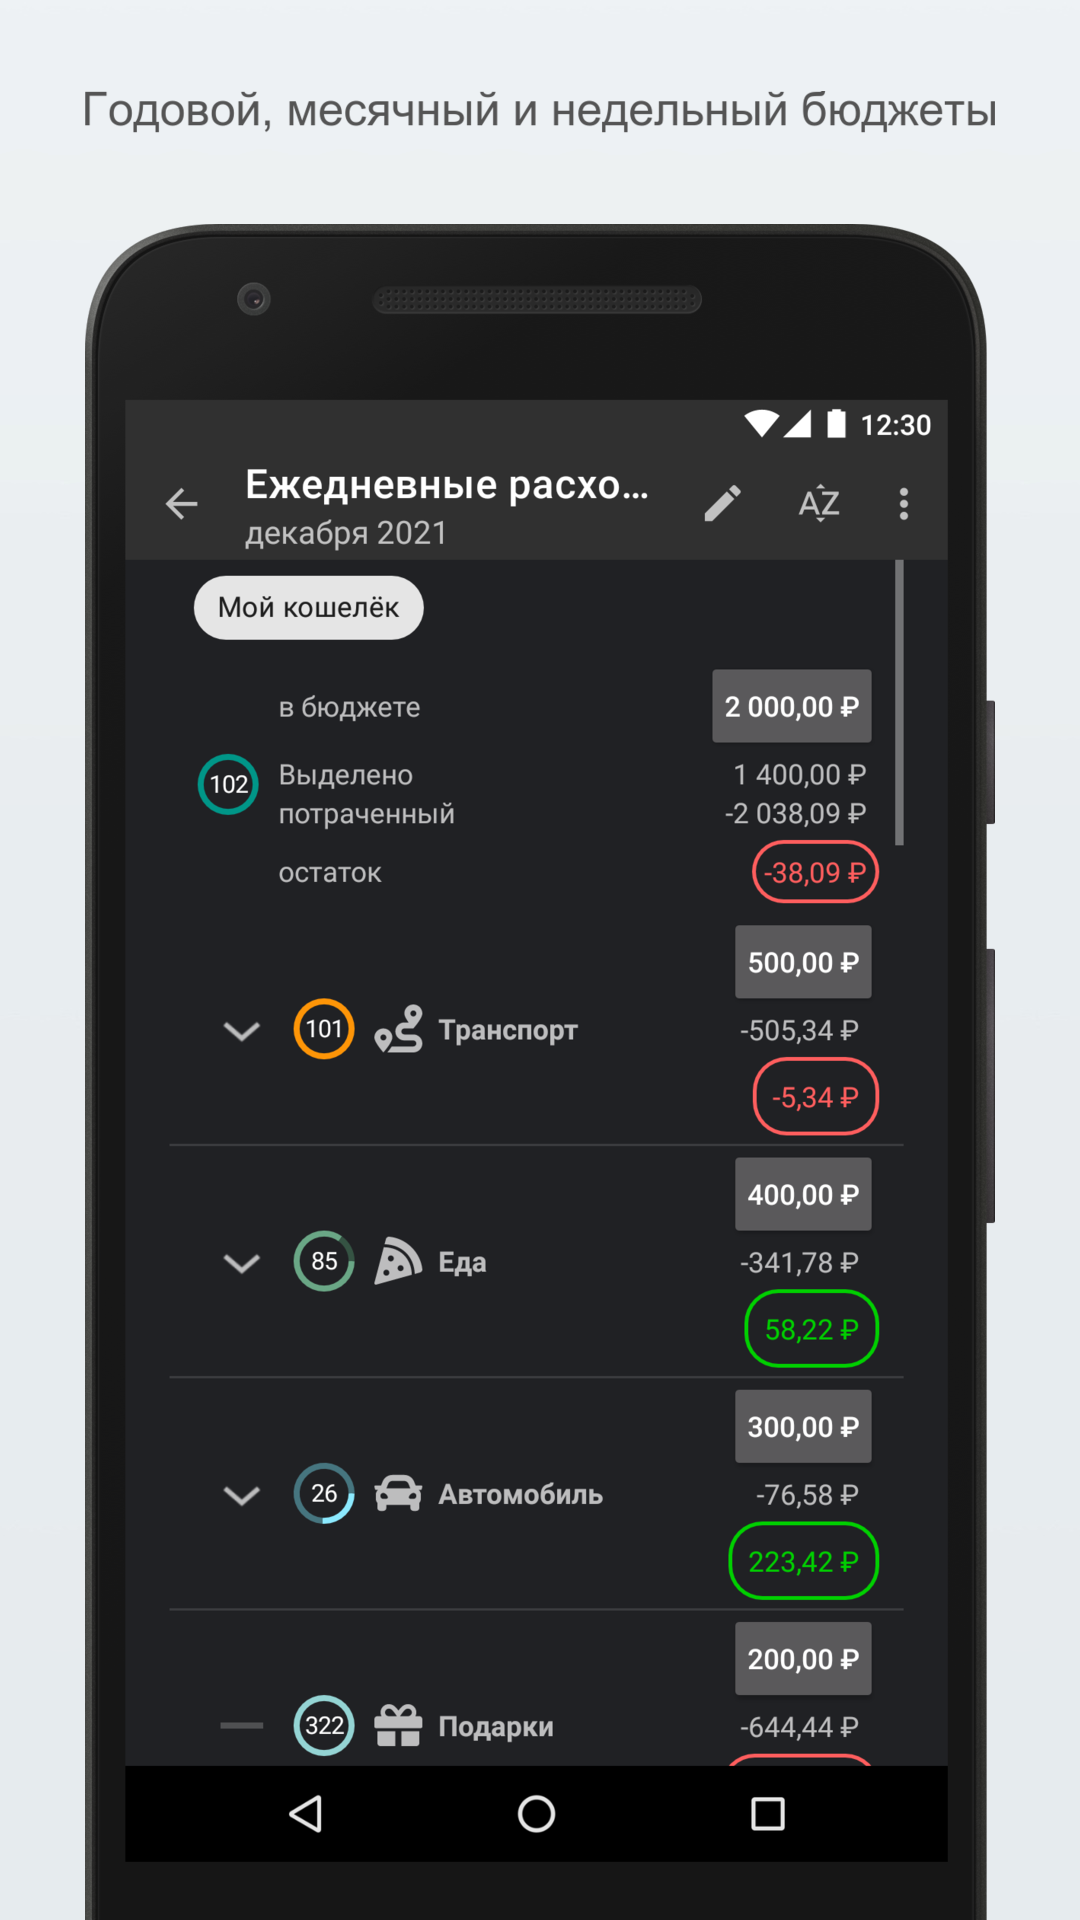 Годовой, месячный и недельный бюджеты
12:30
Ежедневные расхо...
AZ
декабря 2021
Мой кошелёк
в бюджете 2 000,00 ₽
102 Выделено 1 400,00 ₽
потраченный -2 038,09 ₽
остаток -38,09 ₽
500,00 ₽
101 Транспорт -505,34 ₽
-5,34 ₽
400,00 ₽
85 Еда -341,78 ₽
58,22 ₽
300,00 ₽
26 Автомобиль -76,58 ₽
223,42 ₽
200,00 ₽
322 Подарки -644,44 ₽